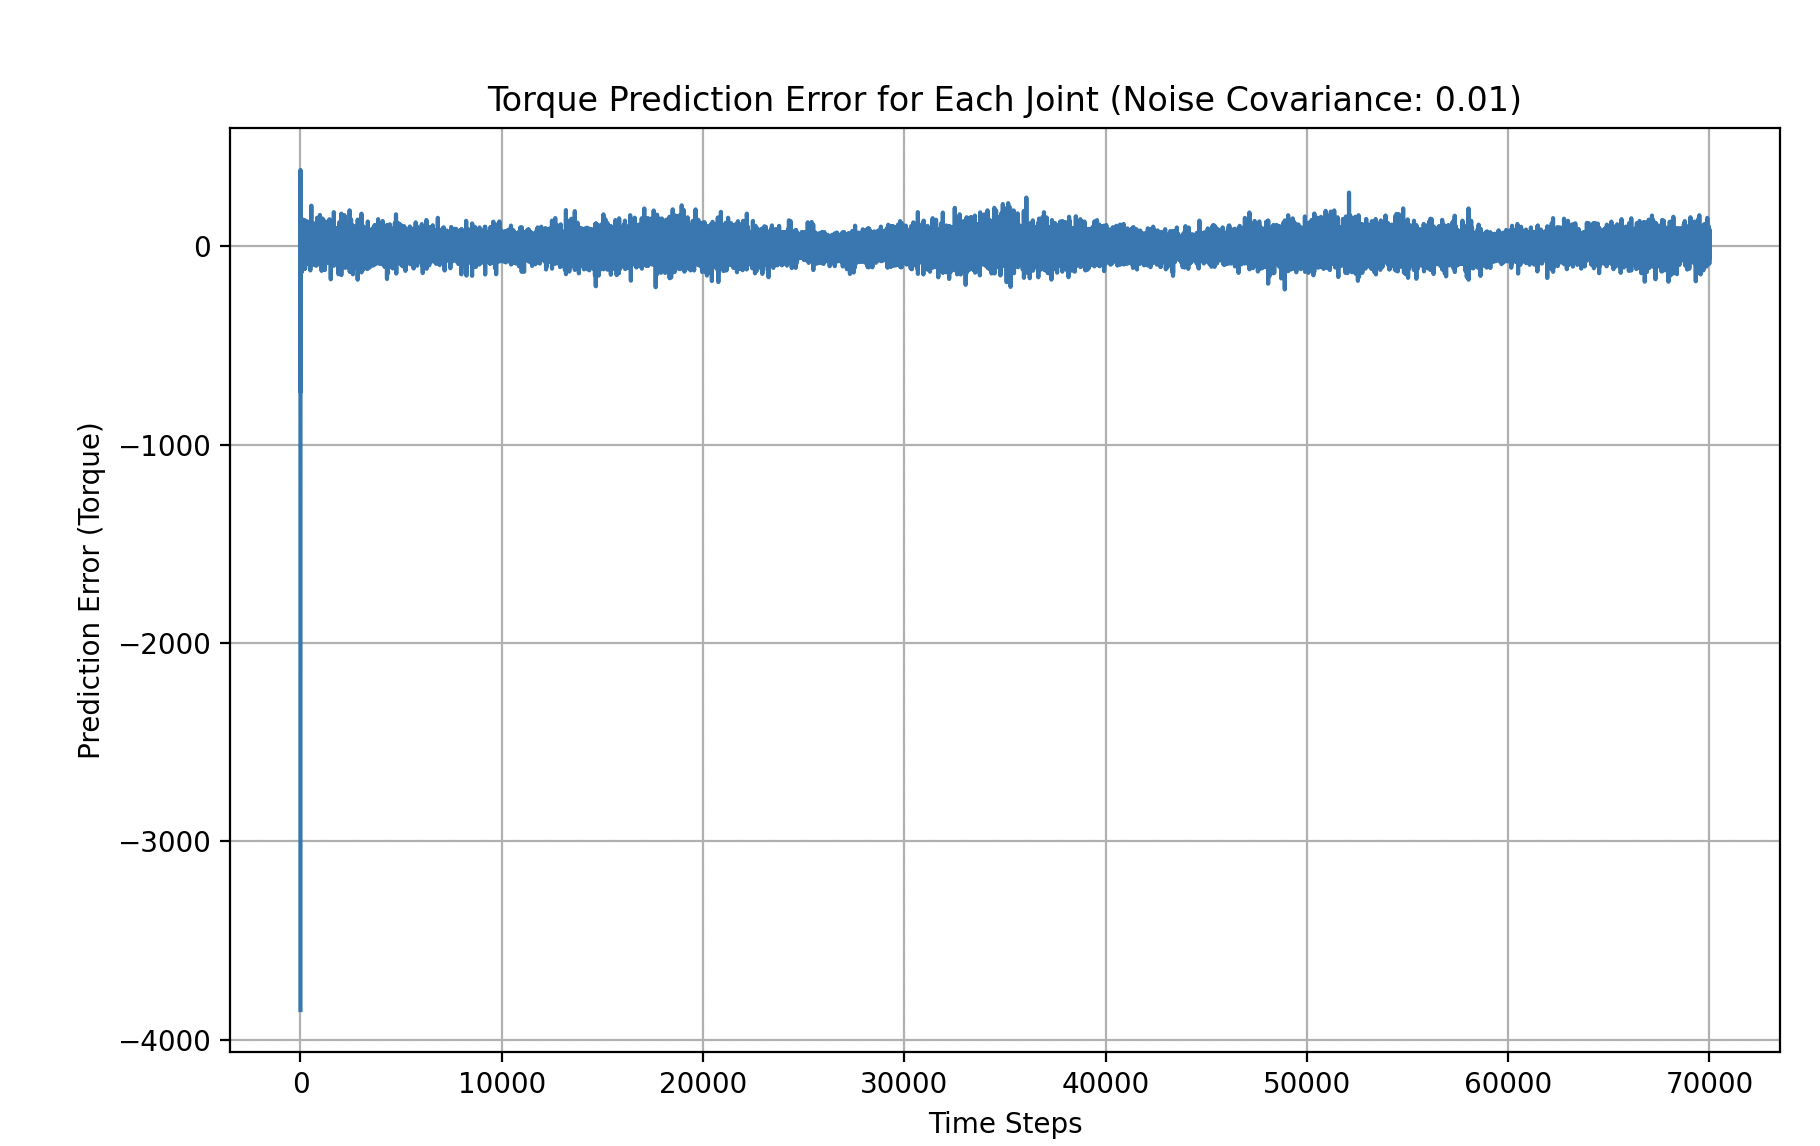 Torque Prediction Error for Each Joint (Noise Covariance: 0.01)
Prediction Error (Torque)
0
−1000
−2000
−3000
−4000
0 10000 20000 30000 40000 50000 60000 70000
Time Steps